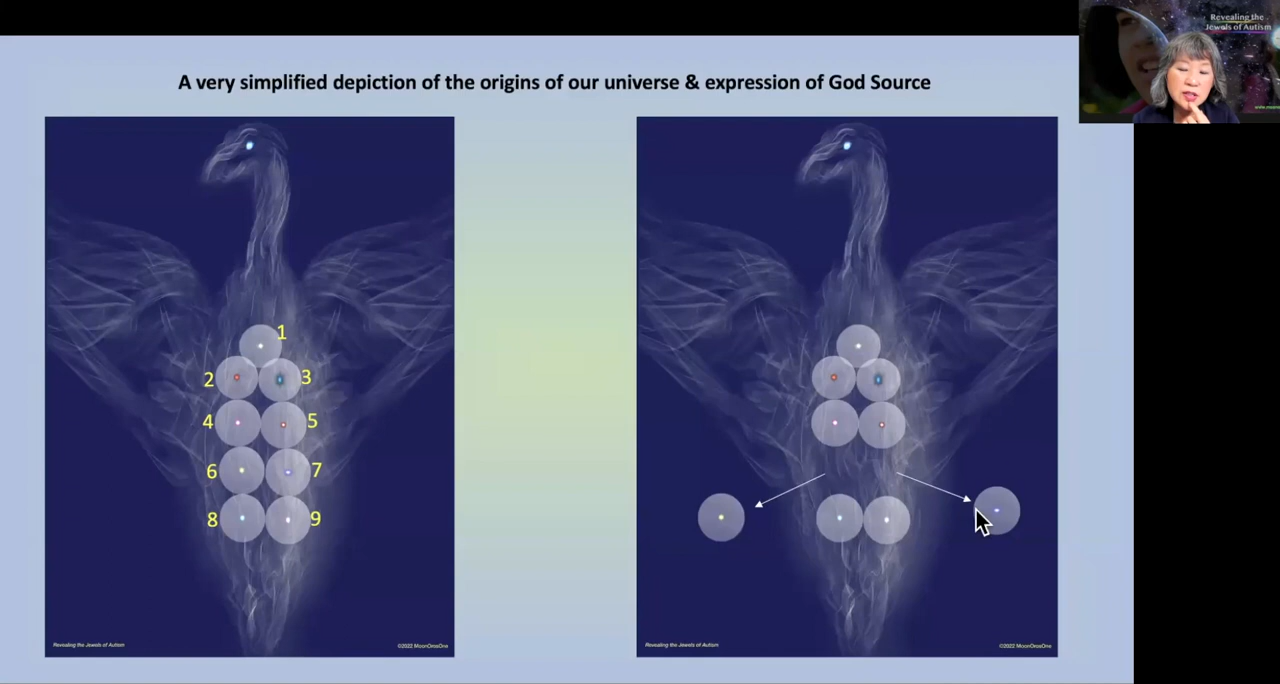 A very simplified depiction of the origins of our universe & expression of God Source
Revealing the
Jewels of Autism
1
2
3
4
5
6
7
8
9
Revealing the Jewels of Autism
©2022 MoonOrosOne
Revealing the Jewels of Autism
©2022 MoonOrosOne